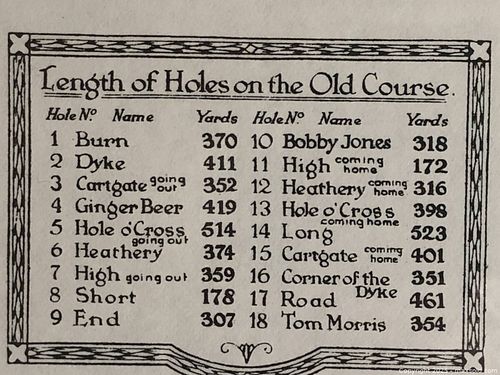 Length of Holes on the Old Course.
Hole Nº Name Yards Hole Nº Name Yards
1 Burn 370 10 Bobby Jones 318
2 Dyke 411 11 High coming home 172
3 Cartgate going out 352 12 Heathery coming home 316
4 Ginger Beer 419 13 Hole o'Cross coming home 398
5 Hole o'Cross going out 514 14 Long 523
6 Heathery 374 15 Cartgate coming home 401
7 High going out 359 16 Corner of the Dyke 351
8 Short 178 17 Road 461
9 End 307 18 Tom Morris 354